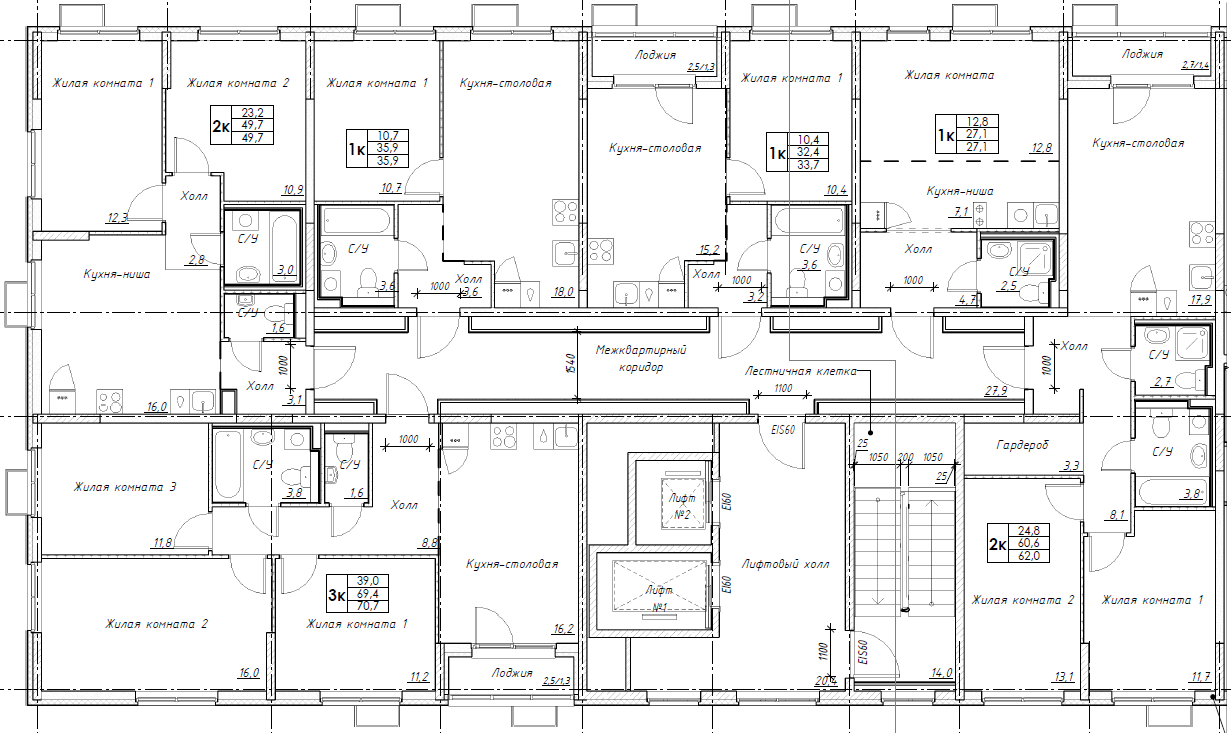 Жилая комната 1
12,3
Жилая комната 2
2к
23,2
49,7
49,7
10,9
Холл
2,8
С/У
3,0
С/У
1,6
Кухня-ниша
16,0
Холл
3,1
1000
Жилая комната 1
1к
10,7
35,9
35,9
10,7
Кухня-столовая
18,0
С/У
3,6
Холл
3,6
1000
Лоджия
2,5/1,3
Кухня-столовая
15,2
Жилая комната 1
1к
10,4
32,4
33,7
10,4
С/У
3,6
Холл
3,2
1000
Жилая комната
1к
12,8
27,1
27,1
12,8
Кухня-ниша
7,1
Холл
4,7
1000
С/У
2,5
Лоджия
2,7/1,4
Кухня-столовая
17,9
Межквартирный
коридор
1540
27,9
Лестничная клетка
1100
Холл
1000
С/У
2,7
С/У
3,8
8,1
Гардероб
3,3
2к
24,8
60,6
62,0
Жилая комната 2
13,1
Жилая комната 1
11,7
Жилая комната 3
11,8
С/У
3,8
С/У
1,6
1000
Холл
8,8
Жилая комната 2
16,0
3к
39,0
69,4
70,7
Жилая комната 1
11,2
Кухня-столовая
16,2
Лоджия
2,5/1,3
Лифт
№2
Лифт
№1
EI60
EI60
EIS60
Лифтовый холл
20,4
1100
EIS60
14,0
25
1050
200
1050
25